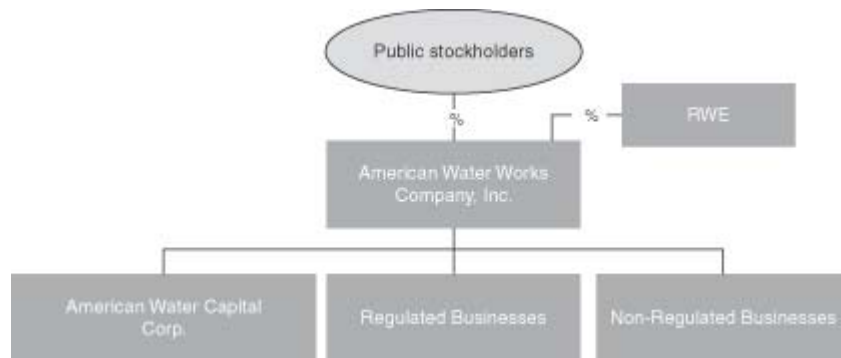 Public stockholders
%
%
RWE
American Water Works
Company, Inc.
American Water Capital
Corp.
Regulated Businesses
Non-Regulated Businesses